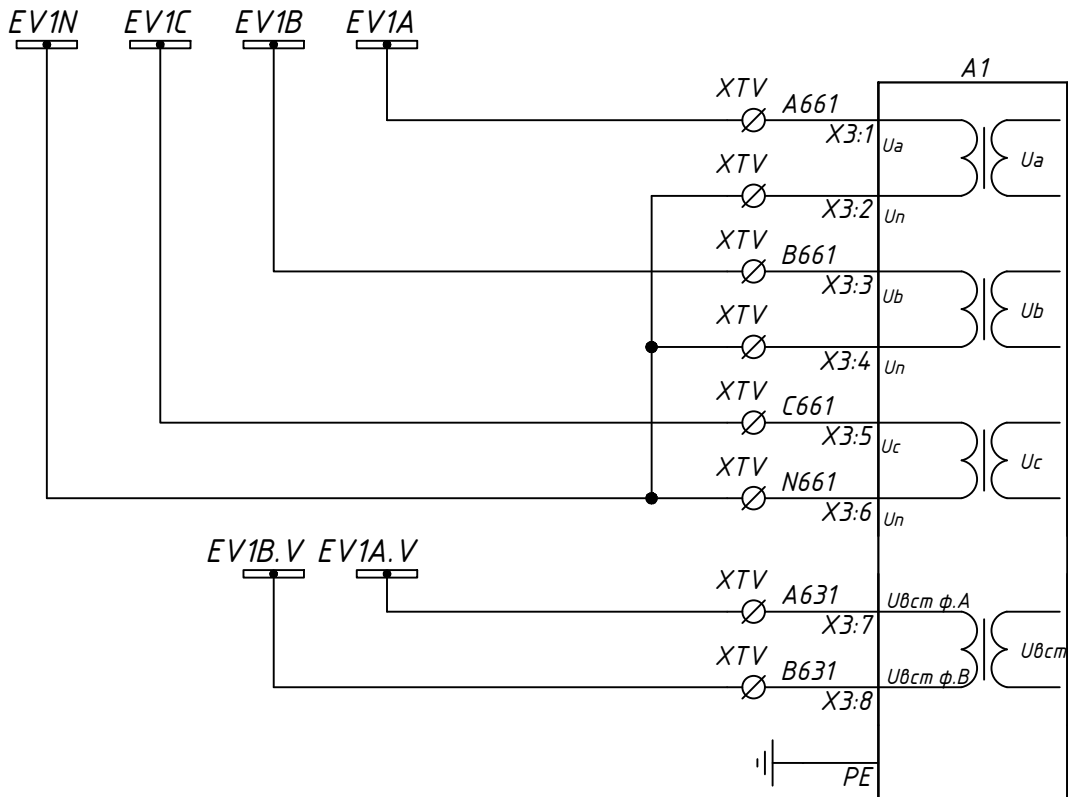 EV1N EV1C EV1B EV1A
A1
XTV A661
X3:1 Ua
Ua
XTV
X3:2 Un
XTV B661
X3:3 Ub
Ub
XTV
X3:4 Un
XTV C661
X3:5 Uc
Uc
XTV N661
X3:6 Un
EV1B.V EV1A.V
XTV A631 Uвст ф.А
X3:7
Uвст
XTV B631 Uвст ф.В
X3:8
PE